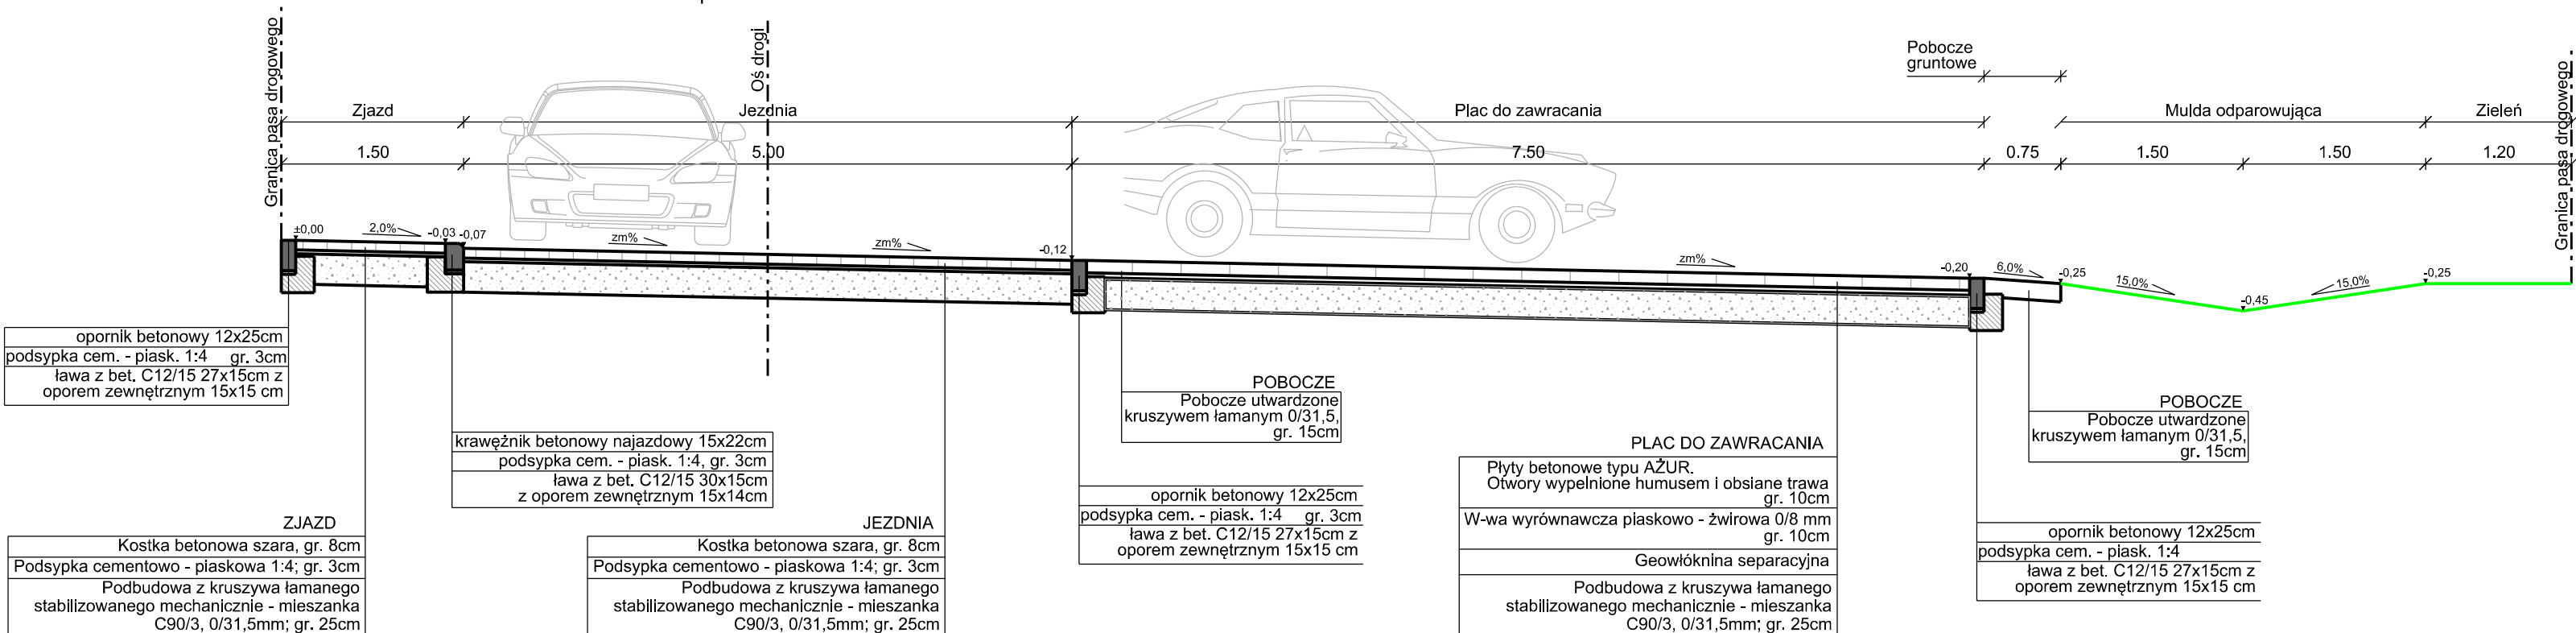 Granica pasa drogowego
Oś drogi
Pobocze
gruntowe
Granica pasa drogowego
Zjazd
Jezdnia
Plac do zawracania
Mulda odparowująca
Zieleń
1.50
5.00
7.50
0.75
1.50
1.50
1.20
±0,00
2,0%
-0,03
-0,07
zm%
zm%
-0,12
zm%
-0,20
6,0%
-0,25
15,0%
-0,45
15,0%
-0,25
opornik betonowy 12x25cm
podsypka cem. - piask. 1:4 gr. 3cm
ława z bet. C12/15 27x15cm z
oporem zewnętrznym 15x15 cm
krawężnik betonowy najazdowy 15x22cm
podsypka cem. - piask. 1:4, gr. 3cm
ława z bet. C12/15 30x15cm
z oporem zewnętrznym 15x14cm
POBOCZE
Pobocze utwardzone
kruszywem łamanym 0/31,5,
gr. 15cm
opornik betonowy 12x25cm
podsypka cem. - piask. 1:4 gr. 3cm
ława z bet. C12/15 27x15cm z
oporem zewnętrznym 15x15 cm
POBOCZE
Pobocze utwardzone
kruszywem łamanym 0/31,5,
gr. 15cm
opornik betonowy 12x25cm
podsypka cem. - piask. 1:4
ława z bet. C12/15 27x15cm z
oporem zewnętrznym 15x15 cm
ZJAZD
Kostka betonowa szara, gr. 8cm
Podsypka cementowo - piaskowa 1:4; gr. 3cm
Podbudowa z kruszywa łamanego
stabilizowanego mechanicznie - mieszanka
C90/3, 0/31,5mm; gr. 25cm
JEZDNIA
Kostka betonowa szara, gr. 8cm
Podsypka cementowo - piaskowa 1:4; gr. 3cm
Podbudowa z kruszywa łamanego
stabilizowanego mechanicznie - mieszanka
C90/3, 0/31,5mm; gr. 25cm
PLAC DO ZAWRACANIA
Płyty betonowe typu AŻUR.
Otwory wypelnione humusem i obsiane trawa
gr. 10cm
W-wa wyrównawcza piaskowo - żwirowa 0/8 mm
gr. 10cm
Geowłóknina separacyjna
Podbudowa z kruszywa łamanego
stabilizowanego mechanicznie - mieszanka
C90/3, 0/31,5mm; gr. 25cm